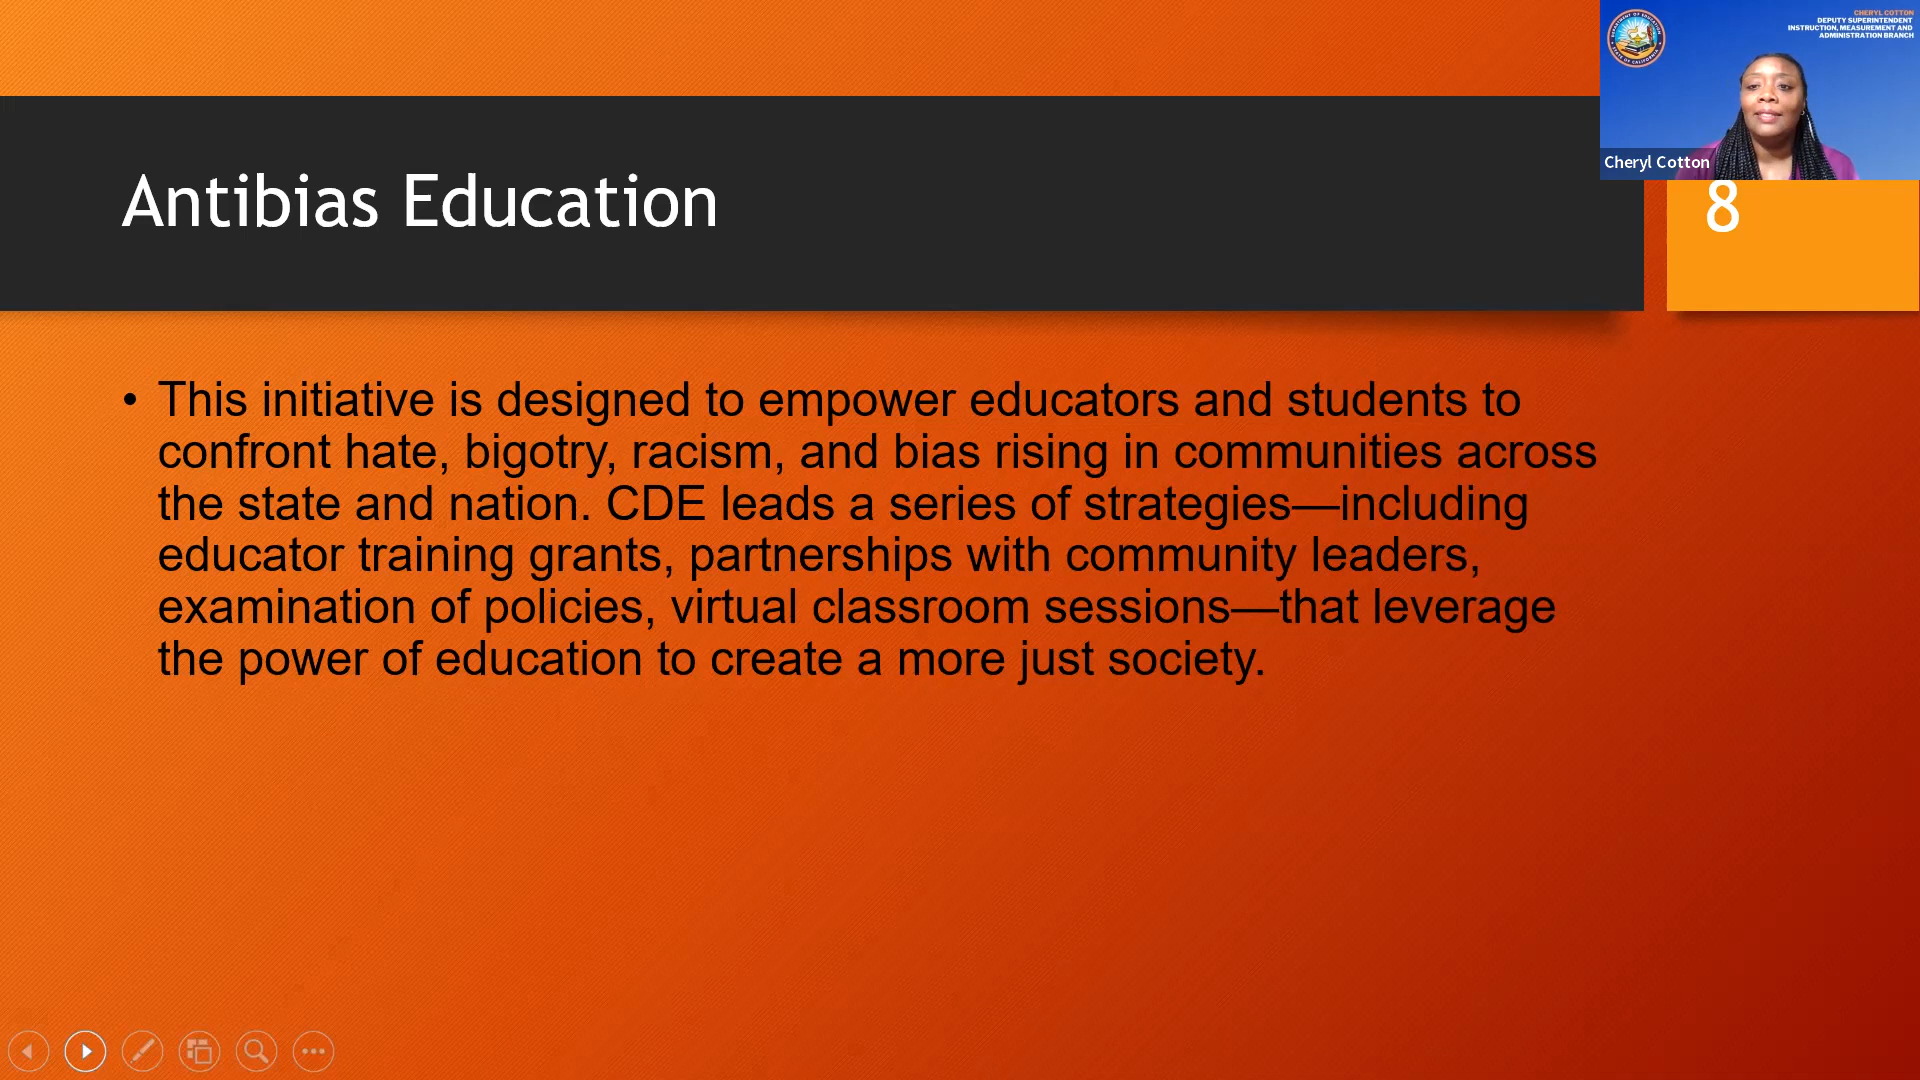 CHERYL COTTON
DEPUTY SUPERINTENDENT
INSTRUCTION, MEASUREMENT AND
ADMINISTRATION BRANCH
Cheryl Cotton
Antibias Education
8
• This initiative is designed to empower educators and students to
confront hate, bigotry, racism, and bias rising in communities across
the state and nation. CDE leads a series of strategies—including
educator training grants, partnerships with community leaders,
examination of policies, virtual classroom sessions—that leverage
the power of education to create a more just society.